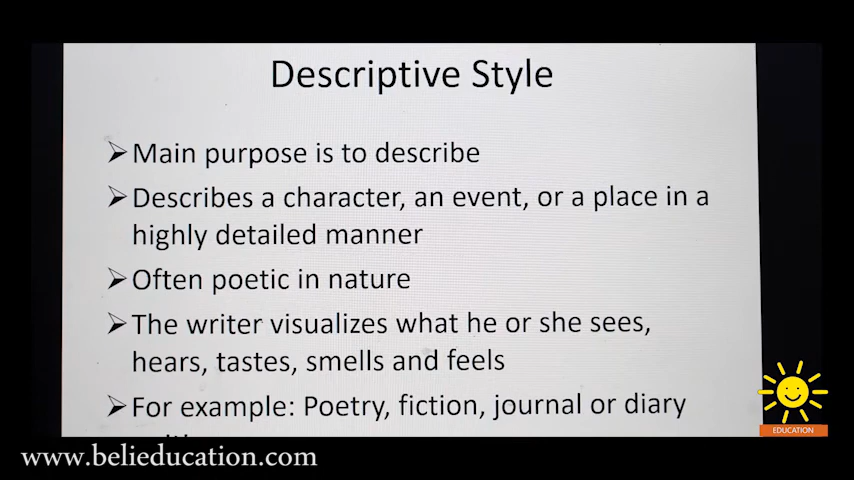 Descriptive Style
➢Main purpose is to describe
➢Describes a character, an event, or a place in a
highly detailed manner
➢Often poetic in nature
➢The writer visualizes what he or she sees,
hears, tastes, smells and feels
➢For example: Poetry, fiction, journal or diary
EDUCATION
www.belieducation.com